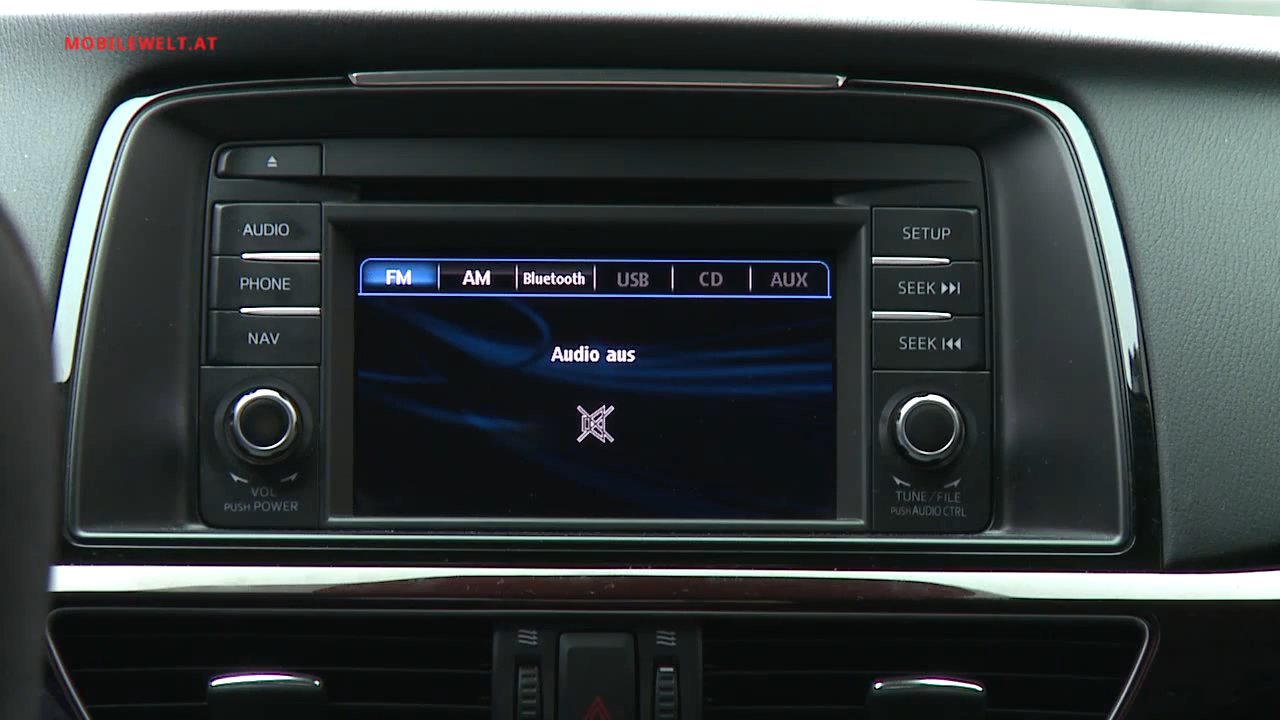 MOBILEWELT.AT
AUDIO
PHONE
NAV
VOL
PUSH POWER
FM AM Bluetooth USB CD AUX
Audio aus
SETUP
SEEK
SEEK
TUNE/FILE
PUSH AUDIO CTRL